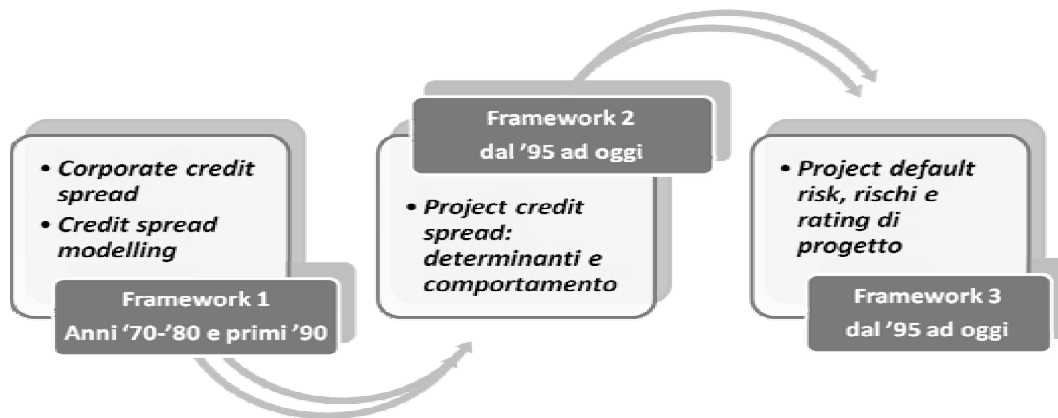 • Corporate credit
spread
• Credit spread
modelling
Framework 1
Anni ‘70-’80 e primi ’90
Framework 2
dal ’95 ad oggi
• Project credit
spread:
determinanti e
comportamento
• Project default
risk, rischi e
rating di
progetto
Framework 3
dal ’95 ad oggi